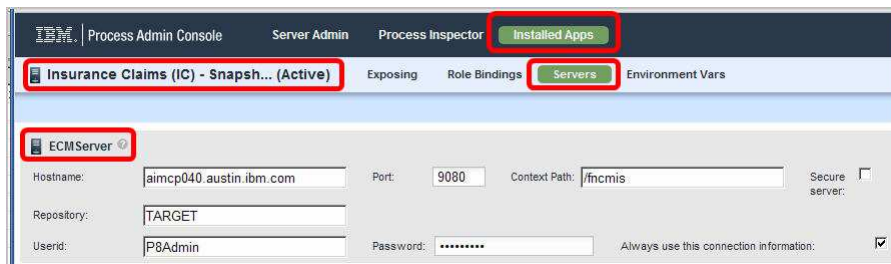 IBM. Process Admin Console Server Admin Process Inspector Installed Apps
Insurance Claims (IC) - Snapsh... (Active) Exposing Role Bindings Servers Environment Vars
ECMServer
Hostname: aimcp040.austin.ibm.com Port: 9080 Context Path: /fncmis Secure server:
Repository: TARGET
Userid: P8Admin Password: ••••••••• Always use this connection information: